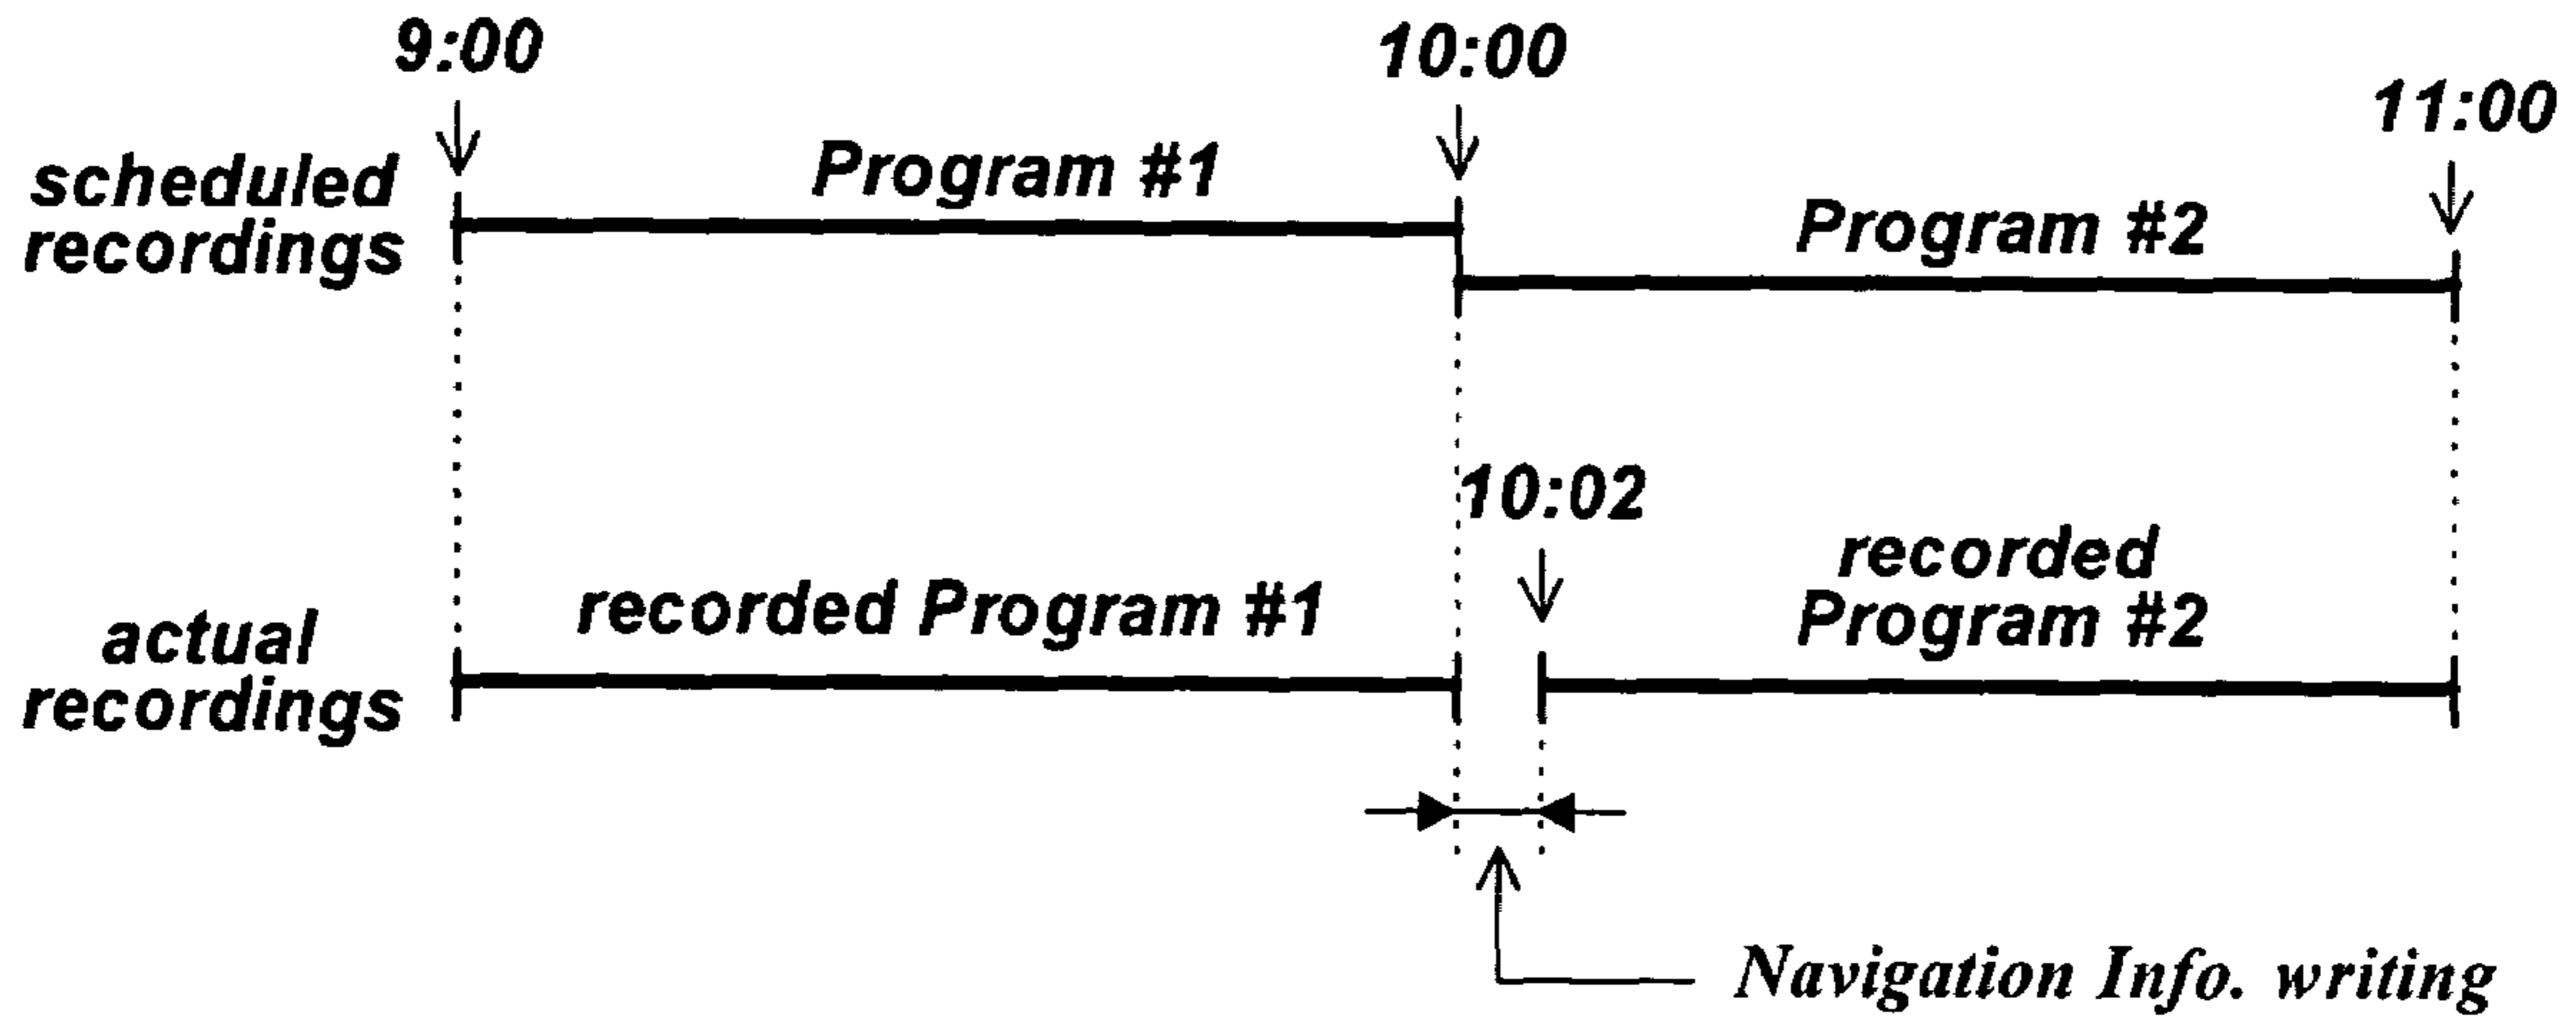 9:00
10:00
11:00
scheduled
recordings
Program #1
Program #2
10:02
actual
recordings
recorded Program #1
recorded
Program #2
Navigation Info. writing